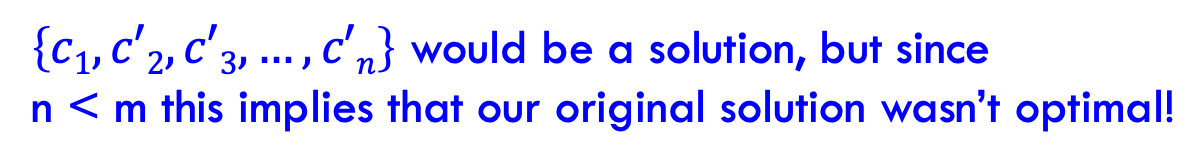 {c₁, c′₂, c′₃, ..., c′ₙ} would be a solution, but since
n < m this implies that our original solution wasn't optimal!